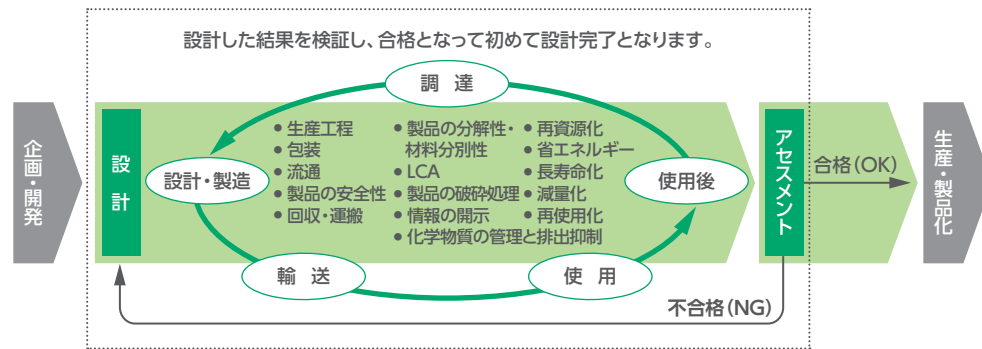 設計した結果を検証し、合格となって初めて設計完了となります。
調 達
企画・開発
設計
設計・製造
● 生産工程
● 包装
● 流通
● 製品の安全性
● 回収・運搬
● 製品の分解性・
材料分別性
● LCA
● 製品の破砕処理
● 情報の開示
● 化学物質の管理と排出抑制
● 再資源化
● 省エネルギー
● 長寿命化
● 減量化
● 再使用化
使用後
アセスメント
合格(OK)
生産・製品化
輸 送
使 用
不合格(NG)